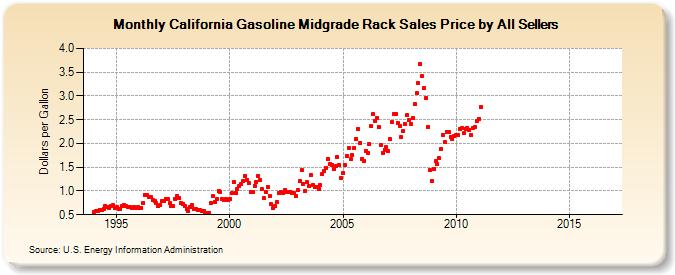 Monthly California Gasoline Midgrade Rack Sales Price by All Sellers
Dollars per Gallon
4.0
3.5
3.0
2.5
2.0
1.5
1.0
0.5
1995 2000 2005 2010 2015
Source: U.S. Energy Information Administration